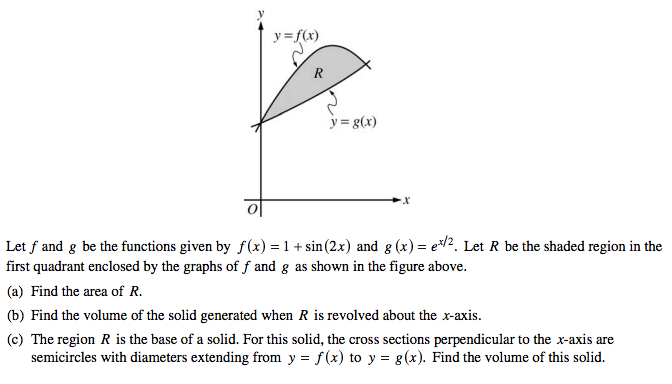 y
y = f(x)
R
y = g(x)
O
x
Let f and g be the functions given by f(x) = 1 + sin(2x) and g(x) = e^{x/2}. Let R be the shaded region in the
first quadrant enclosed by the graphs of f and g as shown in the figure above.
(a) Find the area of R.
(b) Find the volume of the solid generated when R is revolved about the x-axis.
(c) The region R is the base of a solid. For this solid, the cross sections perpendicular to the x-axis are
semicircles with diameters extending from y = f(x) to y = g(x). Find the volume of this solid.